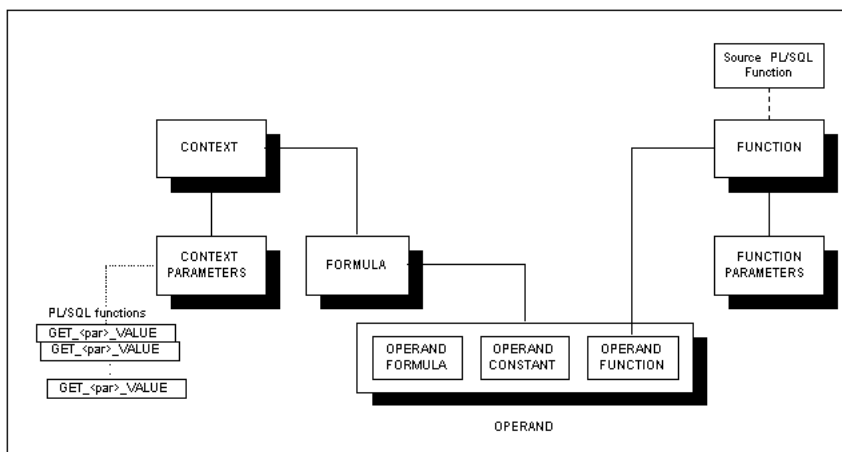 Source PL/SQL
Function
CONTEXT
FUNCTION
CONTEXT
PARAMETERS
FORMULA
FUNCTION
PARAMETERS
PL/SQL functions
GET_<par>_VALUE
GET_<par>_VALUE
GET_<par>_VALUE
OPERAND
FORMULA
OPERAND
CONSTANT
OPERAND
FUNCTION
OPERAND